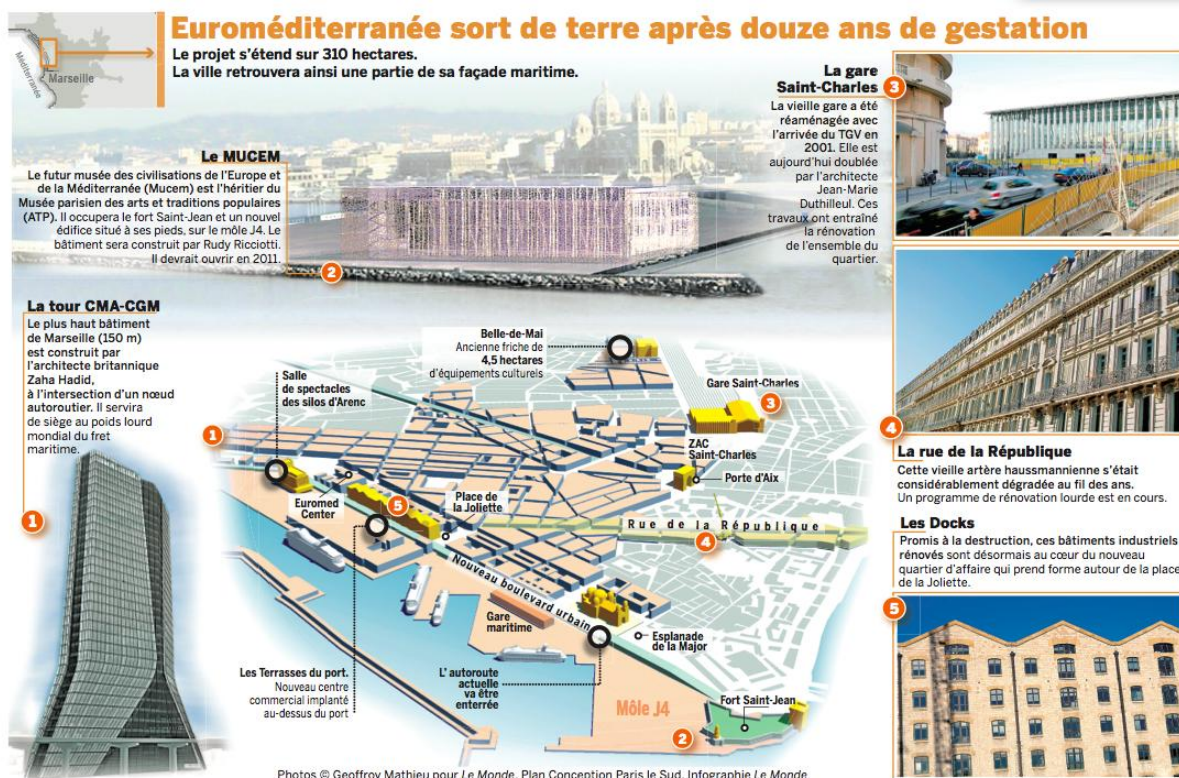 Euroméditerranée sort de terre après douze ans de gestation
Le projet s'étend sur 310 hectares.
La ville retrouvera ainsi une partie de sa façade maritime.
Méditerranée
Marseille
Le MUCEM
Le futur musée des civilisations de l'Europe et
de la Méditerranée (Mucem) est l'héritier du
Musée parisien des arts et traditions populaires
(ATP). Il occupera le fort Saint-Jean et un nouvel
édifice situé à ses pieds, sur le môle J4. Le
bâtiment sera construit par Rudy Ricciotti.
Il devrait ouvrir en 2011.
2
La gare
Saint-Charles
3
La vieille gare a été
réaménagée avec
l'arrivée du TGV en
2001. Elle est
aujourd'hui doublée
par l'architecte
Jean-Marie
Duthilleul. Ces
travaux ont entraîné
la rénovation
de l'ensemble du
quartier.
La tour CMA-CGM
Le plus haut bâtiment
de Marseille (150 m)
est construit par
l'architecte britannique
Zaha Hadid,
à l'intersection d'un nœud
autoroutier. Il servira
de siège au poids lourd
mondial du fret
maritime.
1
Belle-de-Mai
Ancienne friche de
4,5 hectares
d'équipements culturels
Salle
de spectacles
des silos d'Arenc
Gare Saint-Charles
3
1
ZAC
Saint-Charles
Porte d'Aix
Euromed
Center
5
Place de
la Joliette
Rue de la République
4
Nouveau boulevard urbain
Gare
maritime
Esplanade
de la Major
Les Terrasses du port.
Nouveau centre
commercial implanté
au-dessus du port
L'autoroute
actuelle
va être
enterrée
Môle J4
Fort Saint-Jean
2
4
La rue de la République
Cette vieille artère haussmannienne s'était
considérablement dégradée au fil des ans.
Un programme de rénovation lourde est en cours.
Les Docks
Promis à la destruction, ces bâtiments industriels
rénovés sont désormais au cœur du nouveau
quartier d'affaire qui prend forme autour de la place
de la Joliette.
5
Photos © Geoffroy Mathieu pour Le Monde. Plan Conception Paris le Sud. Infographie Le Monde